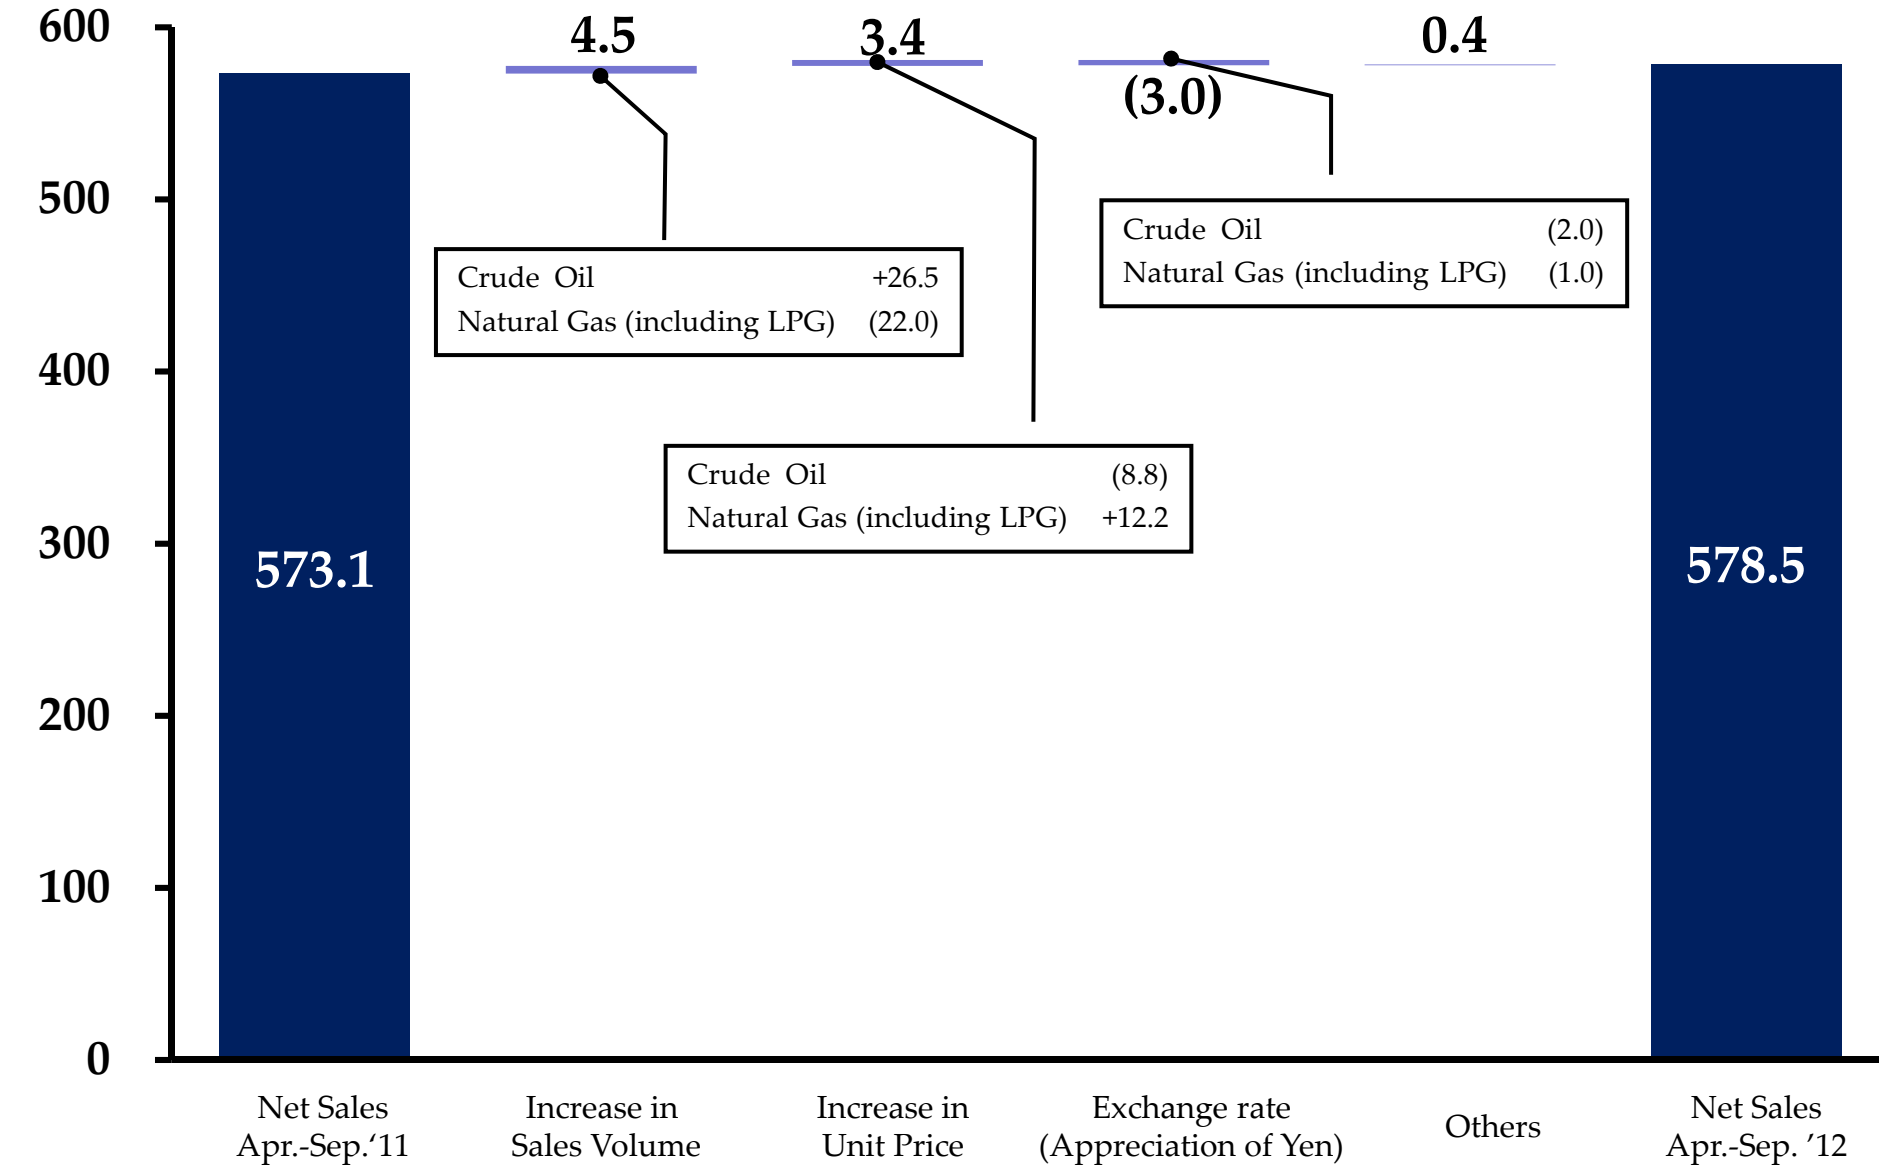 600
500
400
300
200
100
0
4.5
3.4
(3.0)
0.4
Crude Oil +26.5
Natural Gas (including LPG) (22.0)
Crude Oil (8.8)
Natural Gas (including LPG) +12.2
Crude Oil (2.0)
Natural Gas (including LPG) (1.0)
573.1
578.5
Net Sales
Apr.-Sep.‘11
Increase in
Sales Volume
Increase in
Unit Price
Exchange rate
(Appreciation of Yen)
Others
Net Sales
Apr.-Sep. ’12